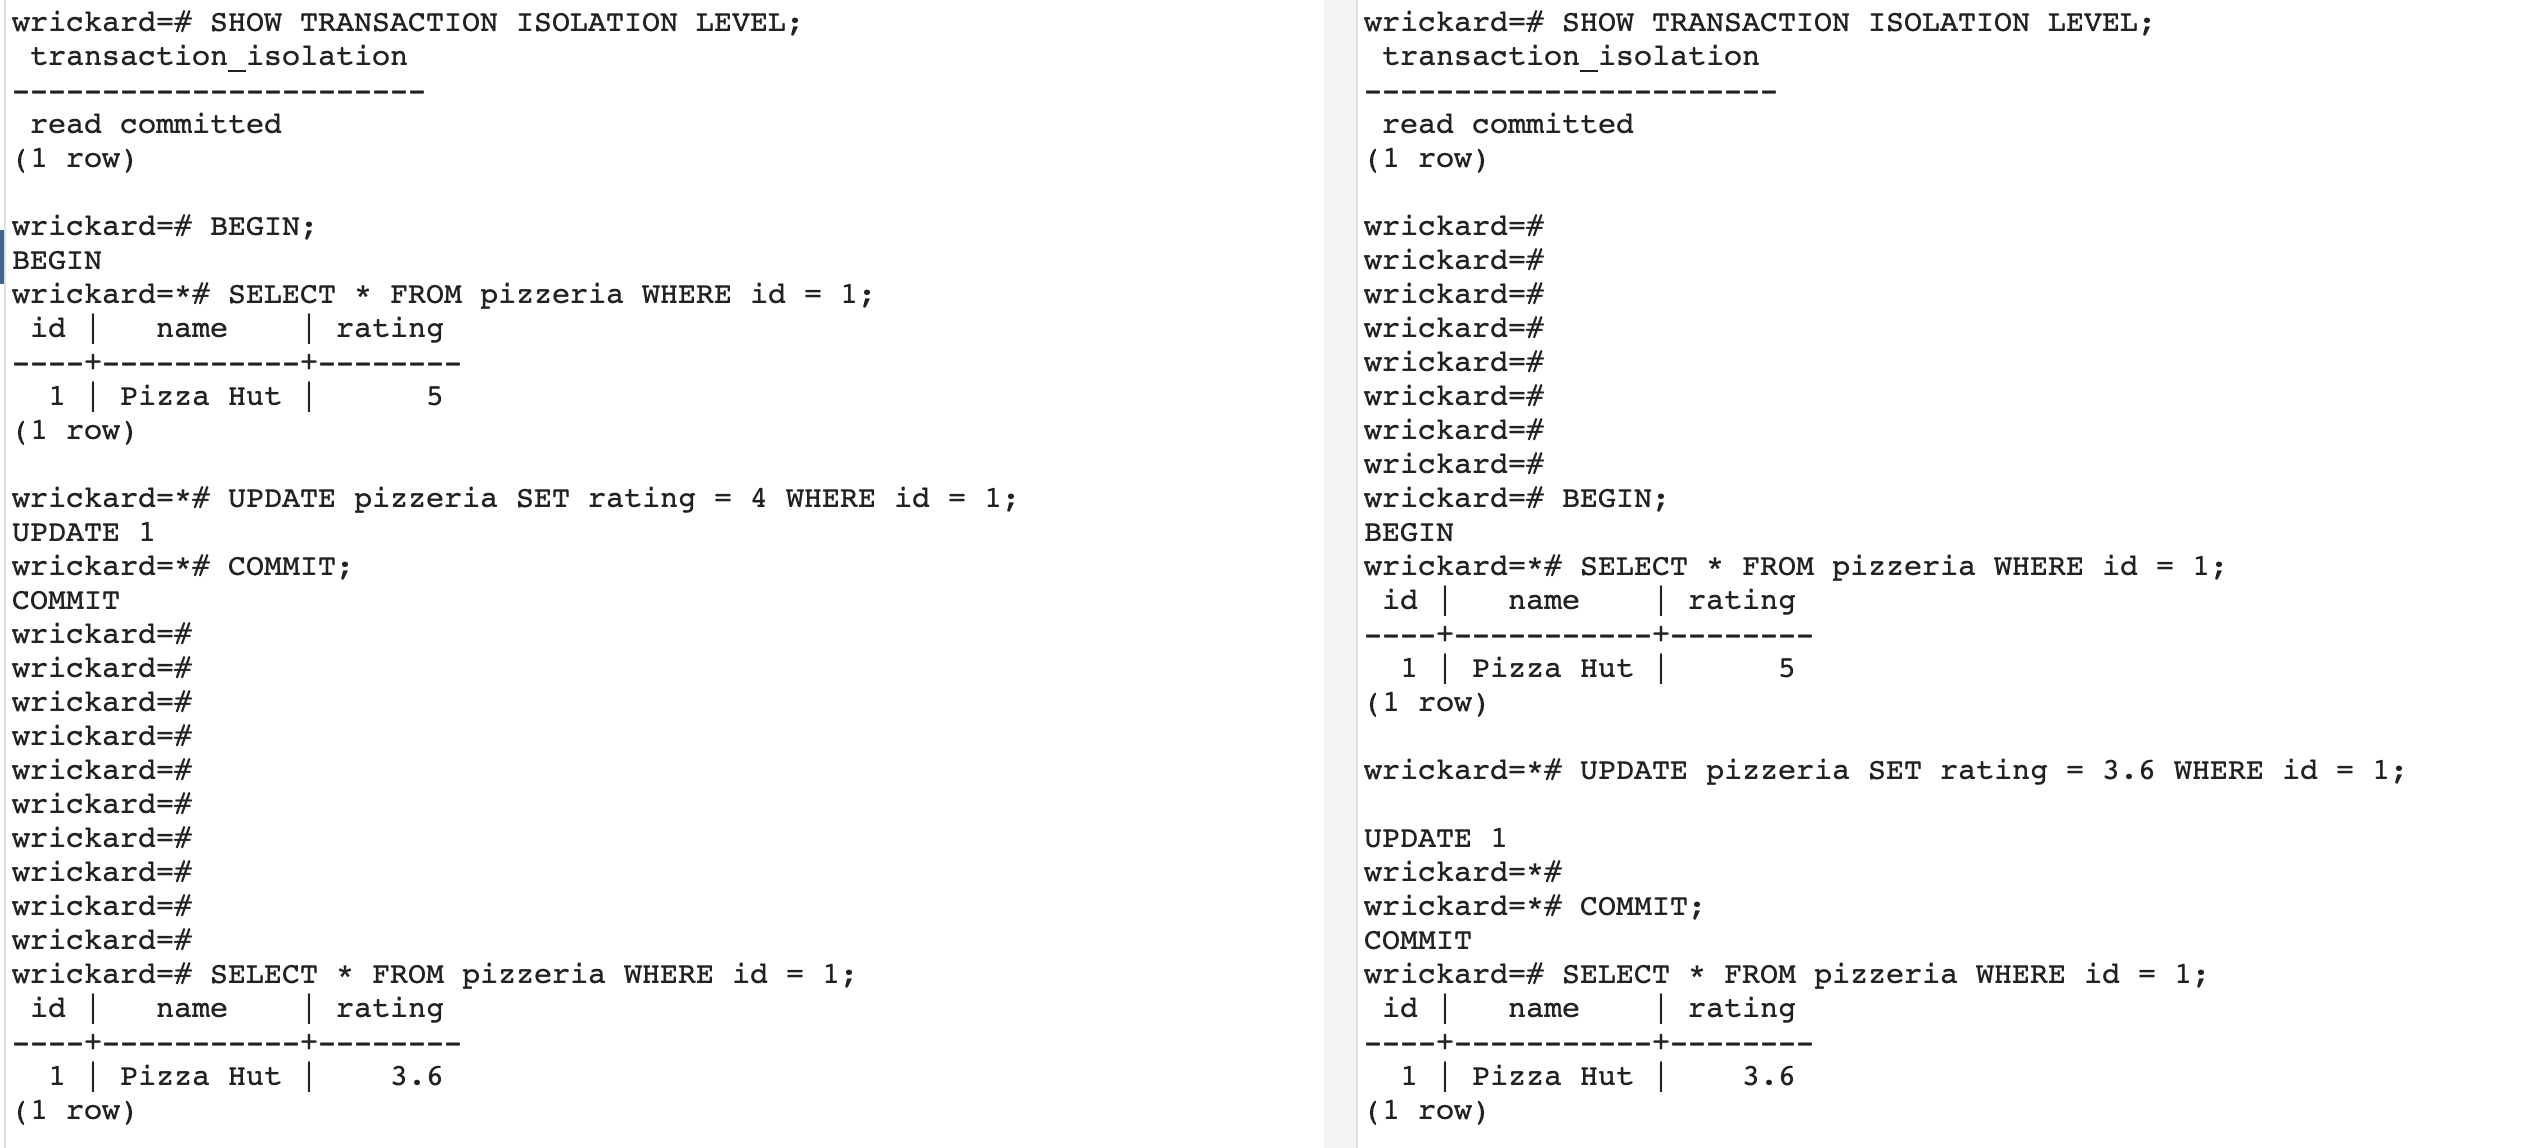 wrickard=# SHOW TRANSACTION ISOLATION LEVEL;
 transaction_isolation
-----------------------
 read committed
(1 row)

wrickard=# BEGIN;
BEGIN
wrickard=*# SELECT * FROM pizzeria WHERE id = 1;
 id |   name    | rating
----+-----------+--------
  1 | Pizza Hut |      5
(1 row)

wrickard=*# UPDATE pizzeria SET rating = 4 WHERE id = 1;
UPDATE 1
wrickard=*# COMMIT;
COMMIT
wrickard=#
wrickard=#
wrickard=#
wrickard=#
wrickard=#
wrickard=#
wrickard=#
wrickard=#
wrickard=#
wrickard=#
wrickard=# SELECT * FROM pizzeria WHERE id = 1;
 id |   name    | rating
----+-----------+--------
  1 | Pizza Hut |    3.6
(1 row)

wrickard=# SHOW TRANSACTION ISOLATION LEVEL;
 transaction_isolation
-----------------------
 read committed
(1 row)

wrickard=#
wrickard=#
wrickard=#
wrickard=#
wrickard=#
wrickard=#
wrickard=#
wrickard=#
wrickard=# BEGIN;
BEGIN
wrickard=*# SELECT * FROM pizzeria WHERE id = 1;
 id |   name    | rating
----+-----------+--------
  1 | Pizza Hut |      5
(1 row)

wrickard=*# UPDATE pizzeria SET rating = 3.6 WHERE id = 1;

UPDATE 1
wrickard=*#
wrickard=*# COMMIT;
COMMIT
wrickard=# SELECT * FROM pizzeria WHERE id = 1;
 id |   name    | rating
----+-----------+--------
  1 | Pizza Hut |    3.6
(1 row)